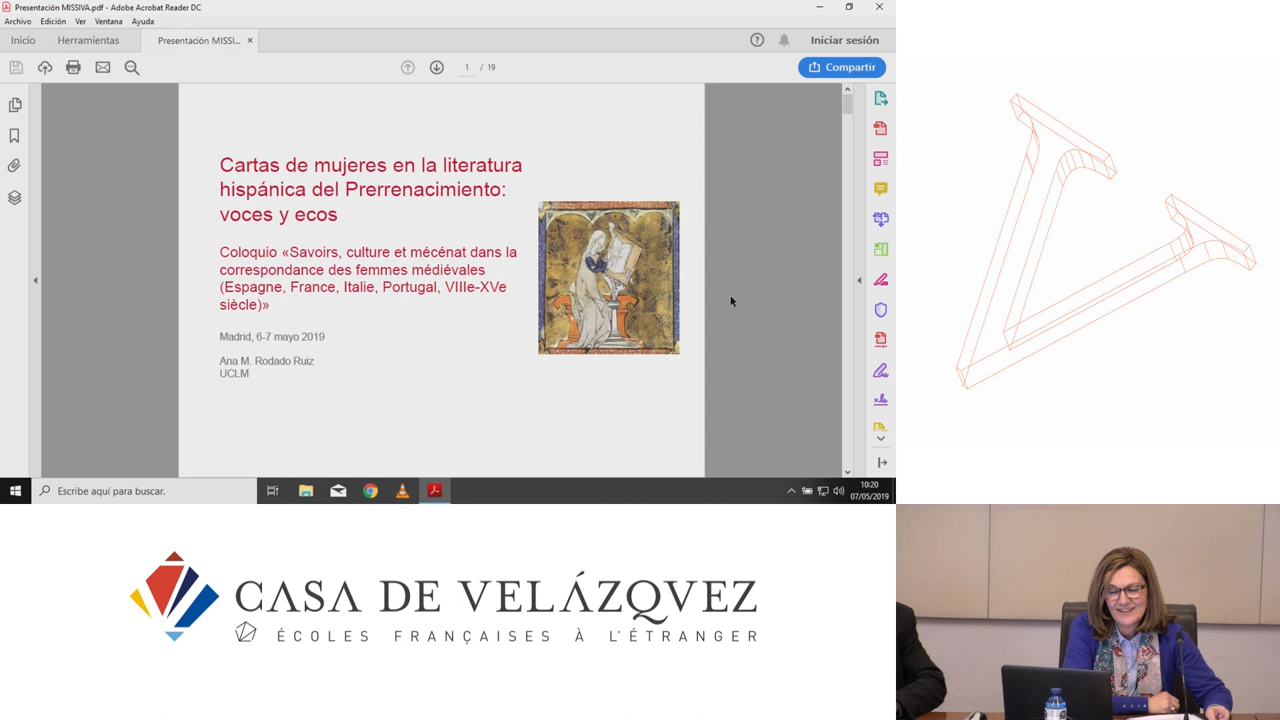 Presentación MISSIVA.pdf - Adobe Acrobat Reader DC
Archivo Edición Ver Ventana Ayuda
Inicio Herramientas Presentación MISSI... × Iniciar sesión
1 / 19 Compartir
Cartas de mujeres en la literatura
hispánica del Prerrenacimiento:
voces y ecos
Coloquio «Savoirs, culture et mécénat dans la
correspondance des femmes médiévales
(Espagne, France, Italie, Portugal, VIIIe-XVe
siècle)»
Madrid, 6-7 mayo 2019
Ana M. Rodado Ruiz
UCLM
Escribe aquí para buscar.
10:20
07/05/2019
CASA DE VELÁZQVEZ
ÉCOLES FRANÇAISES À L'ÉTRANGER